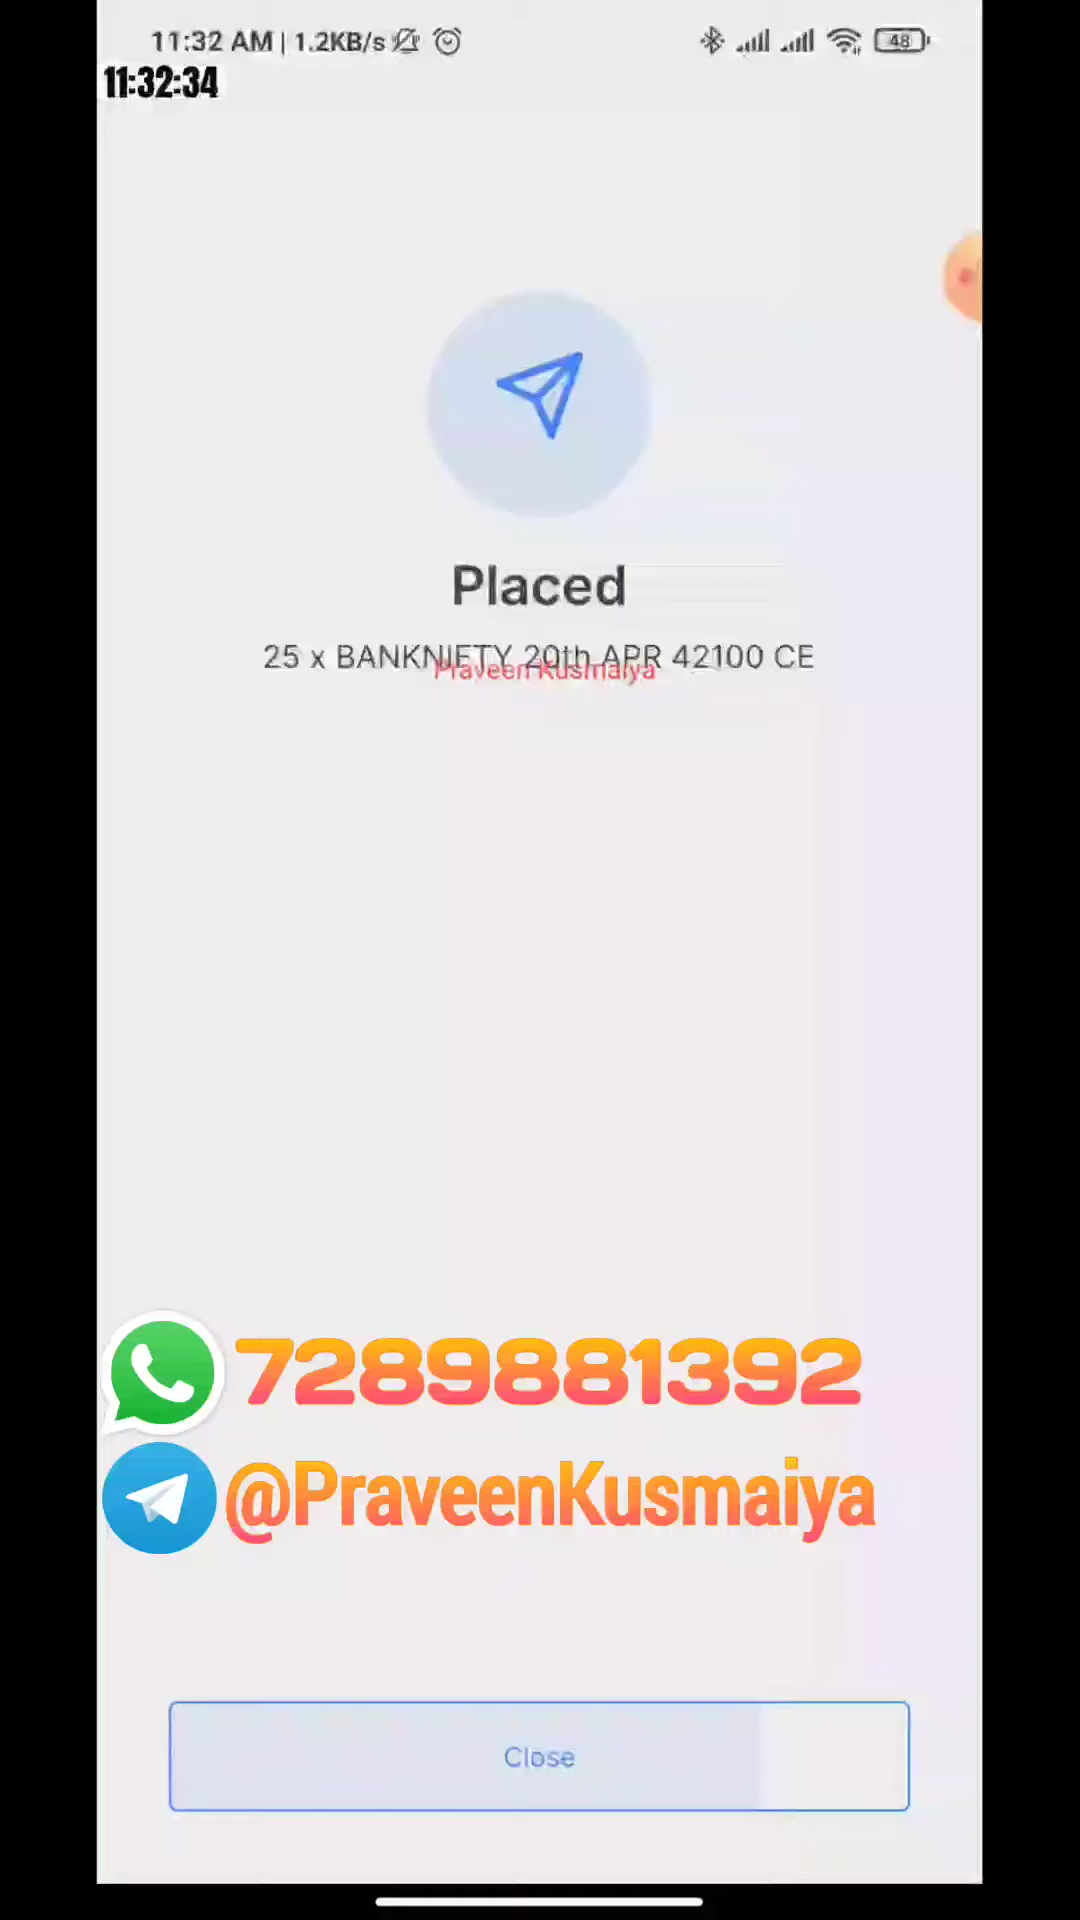 11:32 AM | 1.2KB/s 48
11:32:34
Placed
25 x BANKNIFTY 20th APR 42100 CE
Praveen Kusmaiya
7289881392
@PraveenKusmaiya
Close